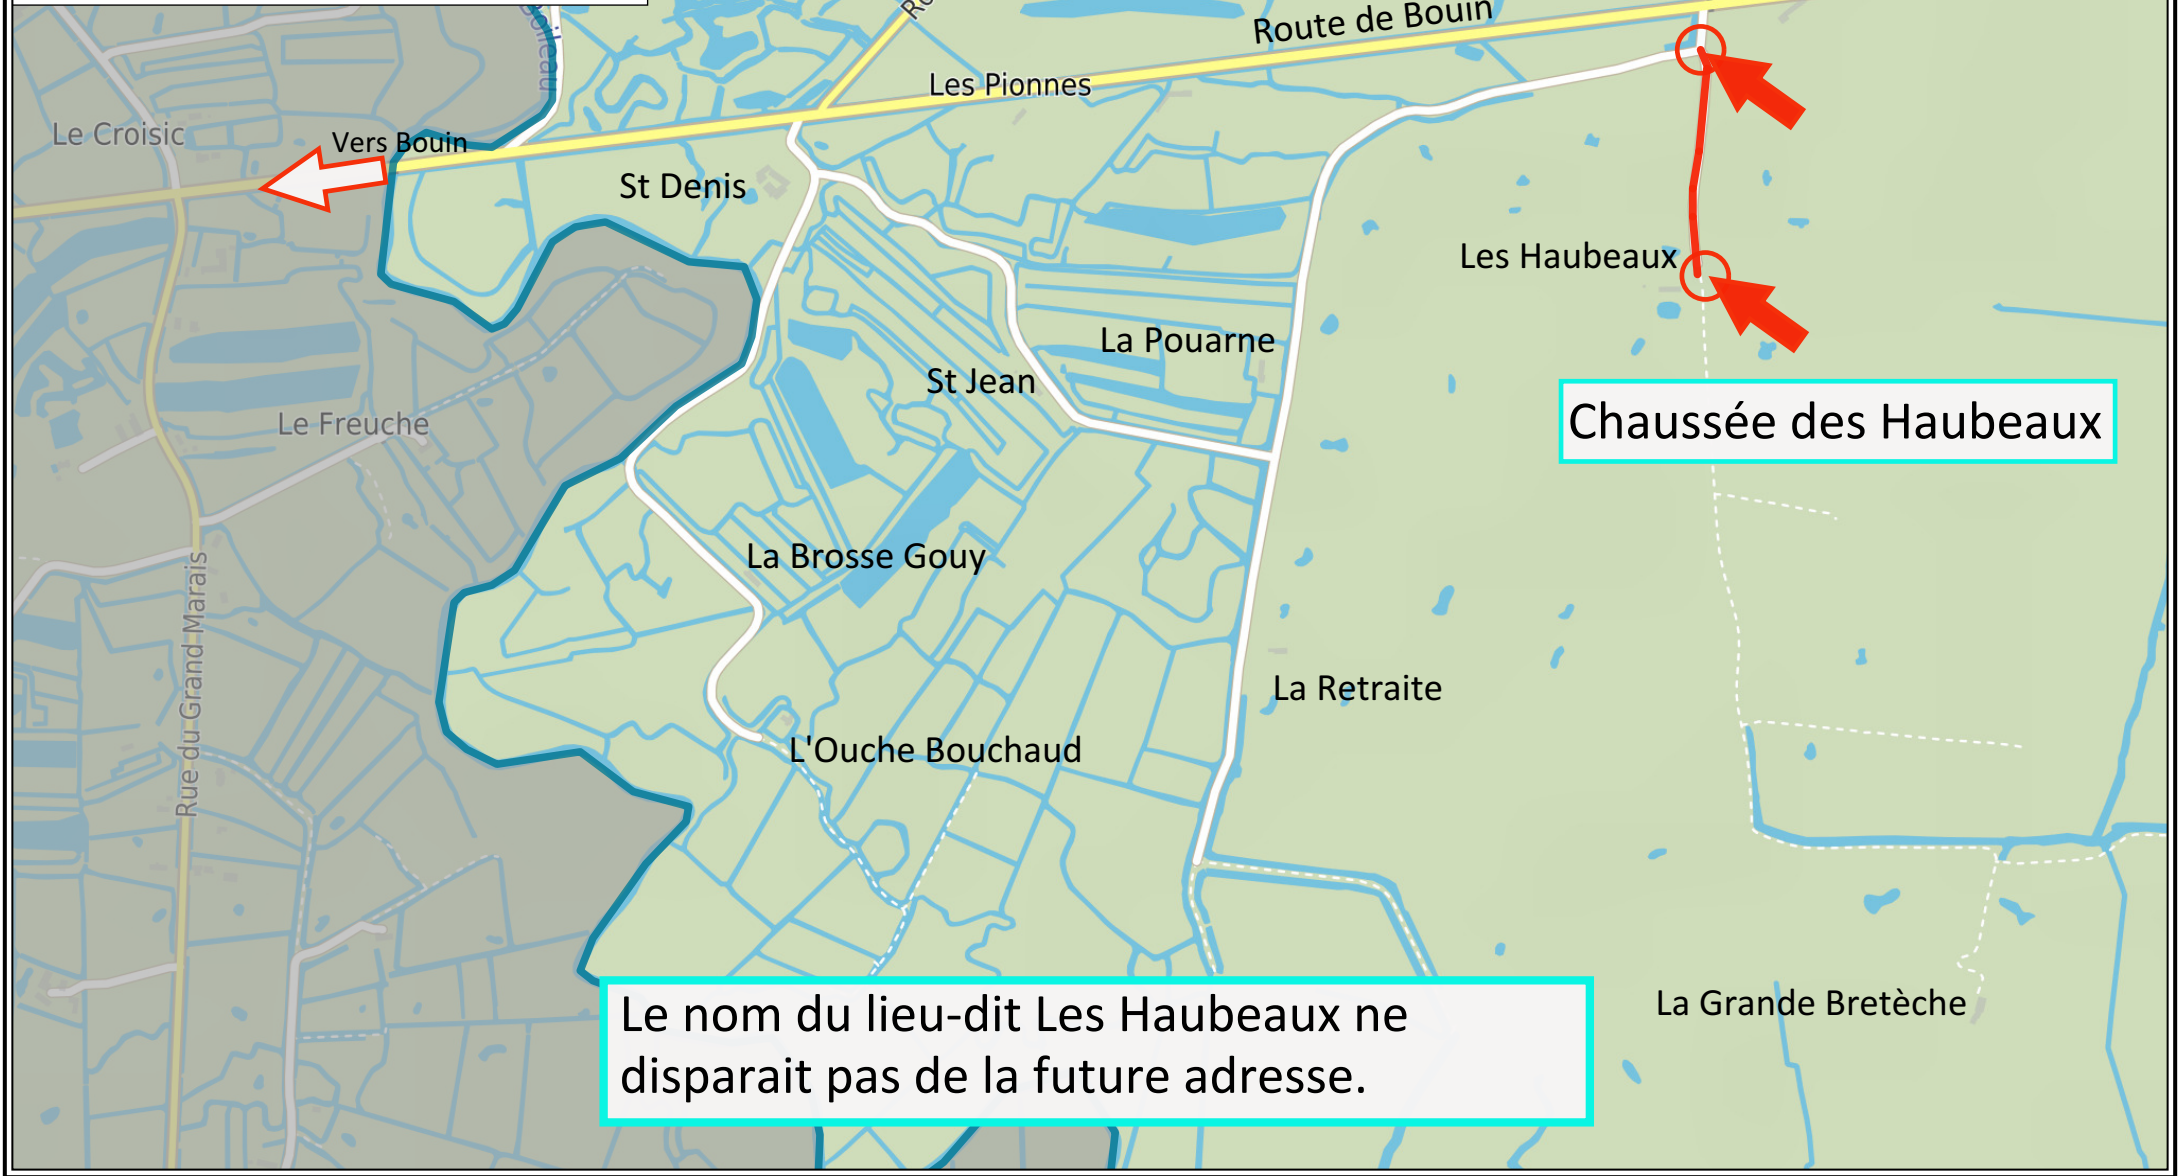 Boileau
Route de Bouin
Les Pionnes
Le Croisic
Vers Bouin
St Denis
Les Haubeaux
La Pouarne
St Jean
Le Freuche
Chaussée des Haubeaux
La Brosse Gouy
Rue du Grand Marais
La Retraite
L'Ouche Bouchaud
La Grande Bretèche
Le nom du lieu-dit Les Haubeaux ne
disparait pas de la future adresse.